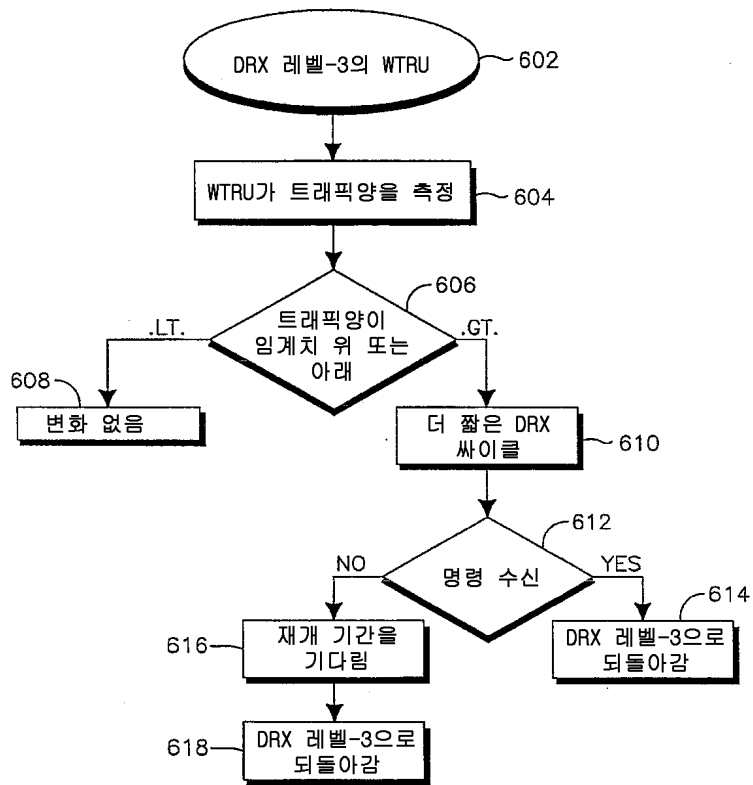 DRX 레벨-3의 WTRU
602
WTRU가 트래픽양을 측정
604
606
트래픽양이
임계치 위 또는
아래
.LT.
.GT.
608
변화 없음
더 짧은 DRX
싸이클
610
612
명령 수신
NO
YES
614
616
재개 기간을
기다림
DRX 레벨-3으로
되돌아감
618
DRX 레벨-3으로
되돌아감